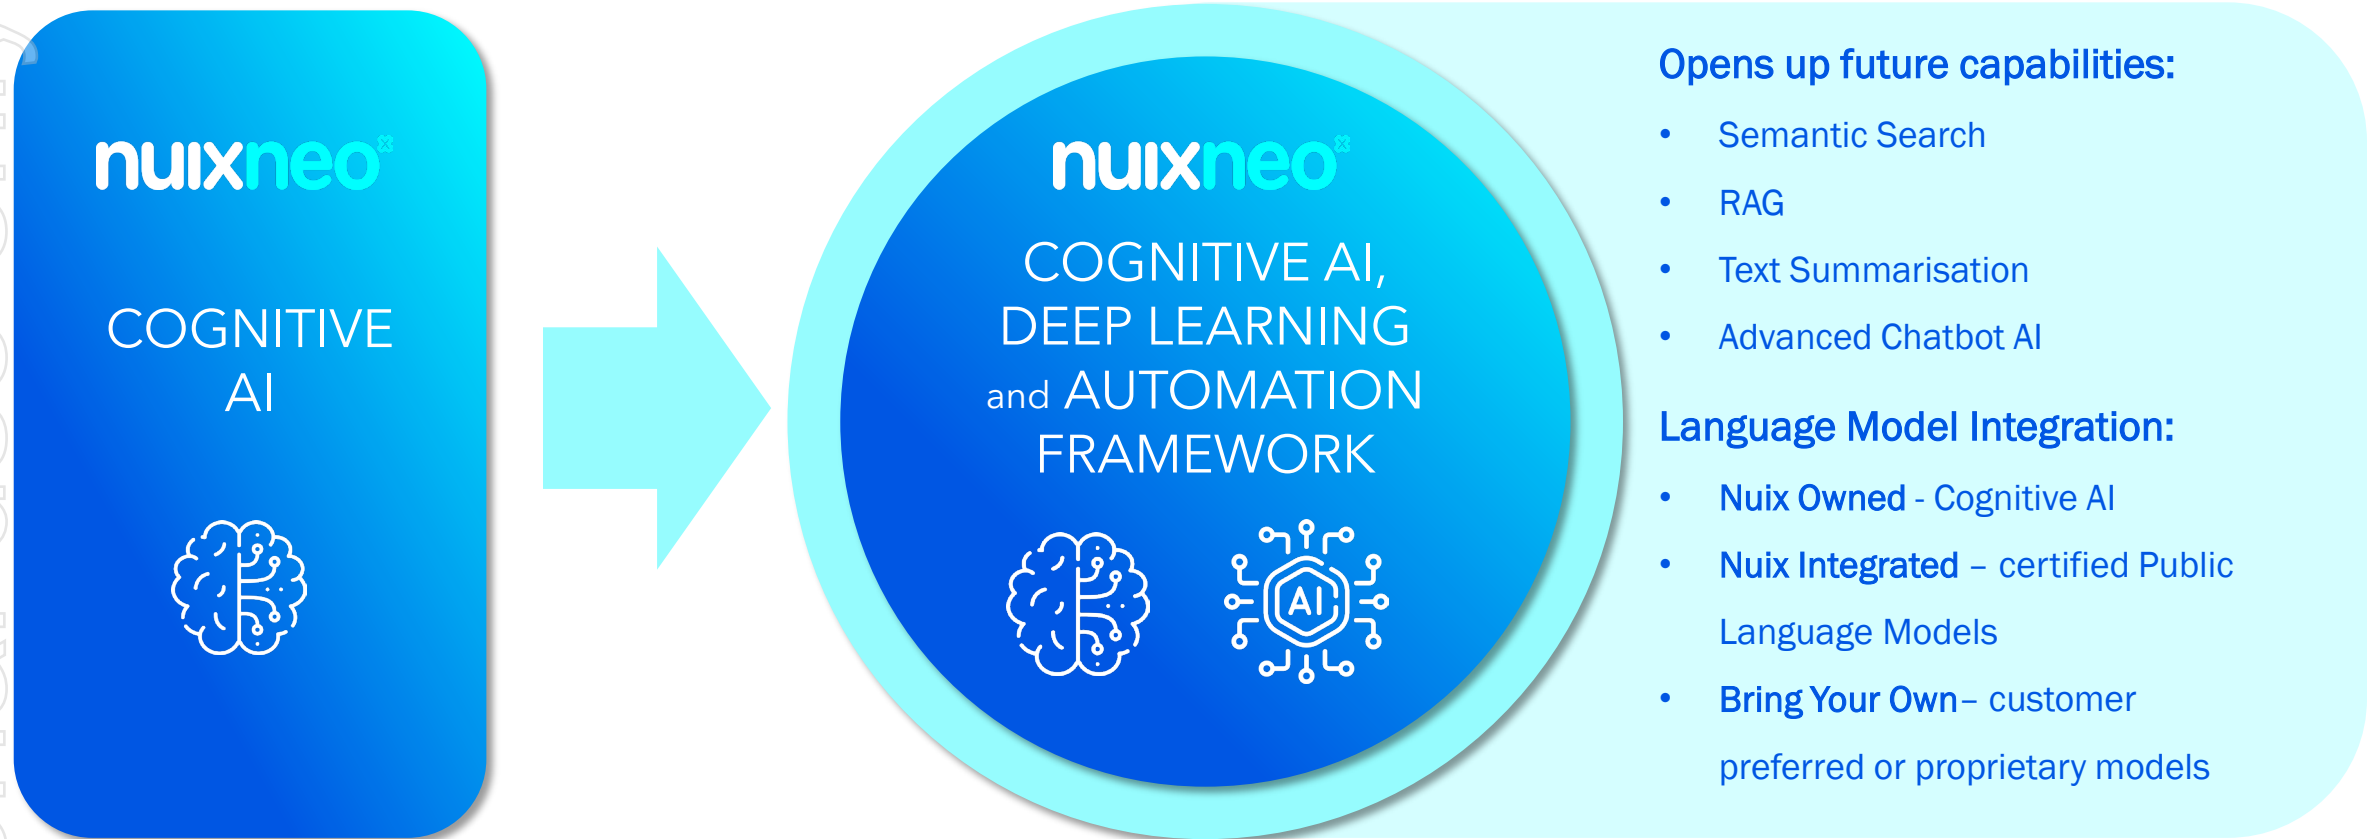 nuixneo
COGNITIVE
AI
nuixneo
COGNITIVE AI,
DEEP LEARNING
and AUTOMATION
FRAMEWORK
AI
Opens up future capabilities:
• Semantic Search
• RAG
• Text Summarisation
• Advanced Chatbot AI
Language Model Integration:
• Nuix Owned - Cognitive AI
• Nuix Integrated – certified Public
Language Models
• Bring Your Own– customer
preferred or proprietary models